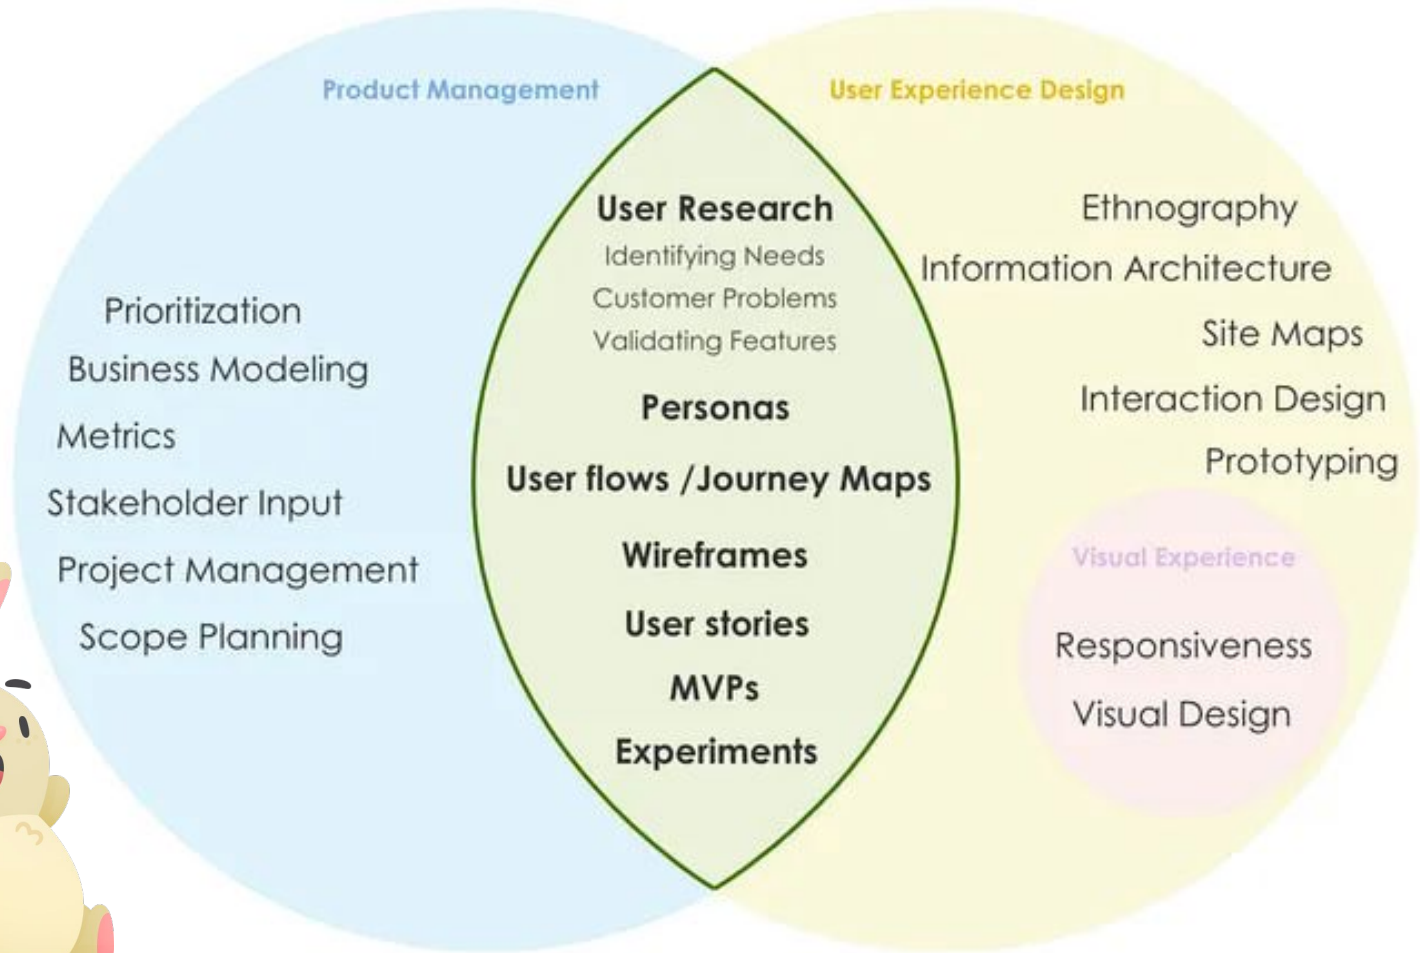 Product Management
User Experience Design
Prioritization
Business Modeling
Metrics
Stakeholder Input
Project Management
Scope Planning
User Research
Identifying Needs
Customer Problems
Validating Features
Personas
User flows /Journey Maps
Wireframes
User stories
MVPs
Experiments
Ethnography
Information Architecture
Site Maps
Interaction Design
Prototyping
Visual Experience
Responsiveness
Visual Design